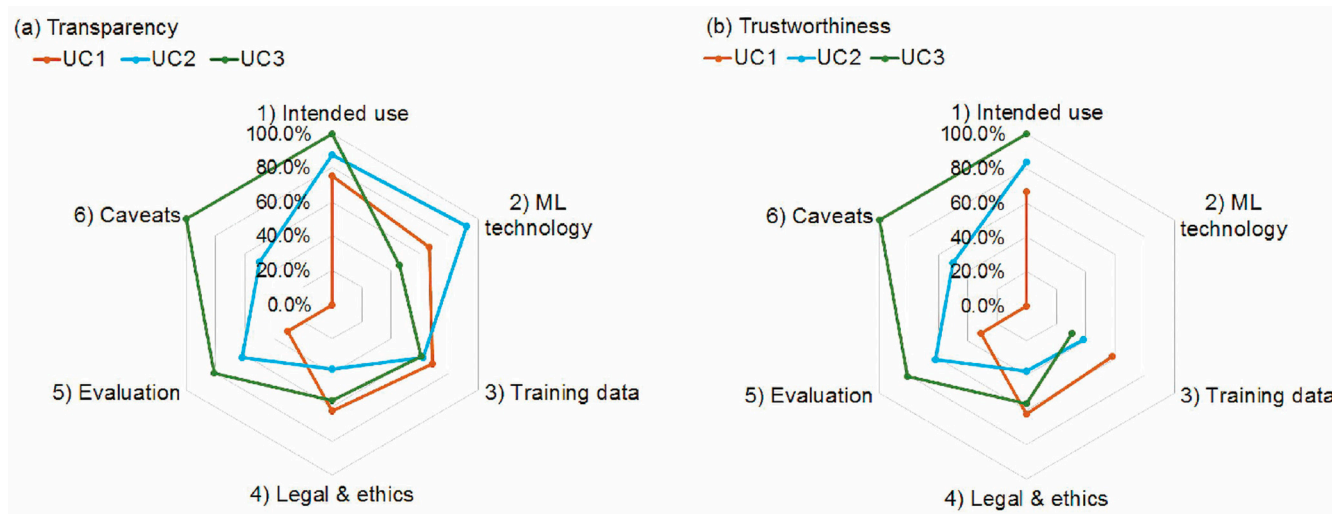 (a) Transparency
UC1 UC2 UC3
1) Intended use
100.0%
80.0%
60.0%
40.0%
20.0%
0.0%
2) ML
technology
3) Training data
4) Legal & ethics
5) Evaluation
6) Caveats
(b) Trustworthiness
UC1 UC2 UC3
1) Intended use
100.0%
80.0%
60.0%
40.0%
20.0%
0.0%
2) ML
technology
3) Training data
4) Legal & ethics
5) Evaluation
6) Caveats